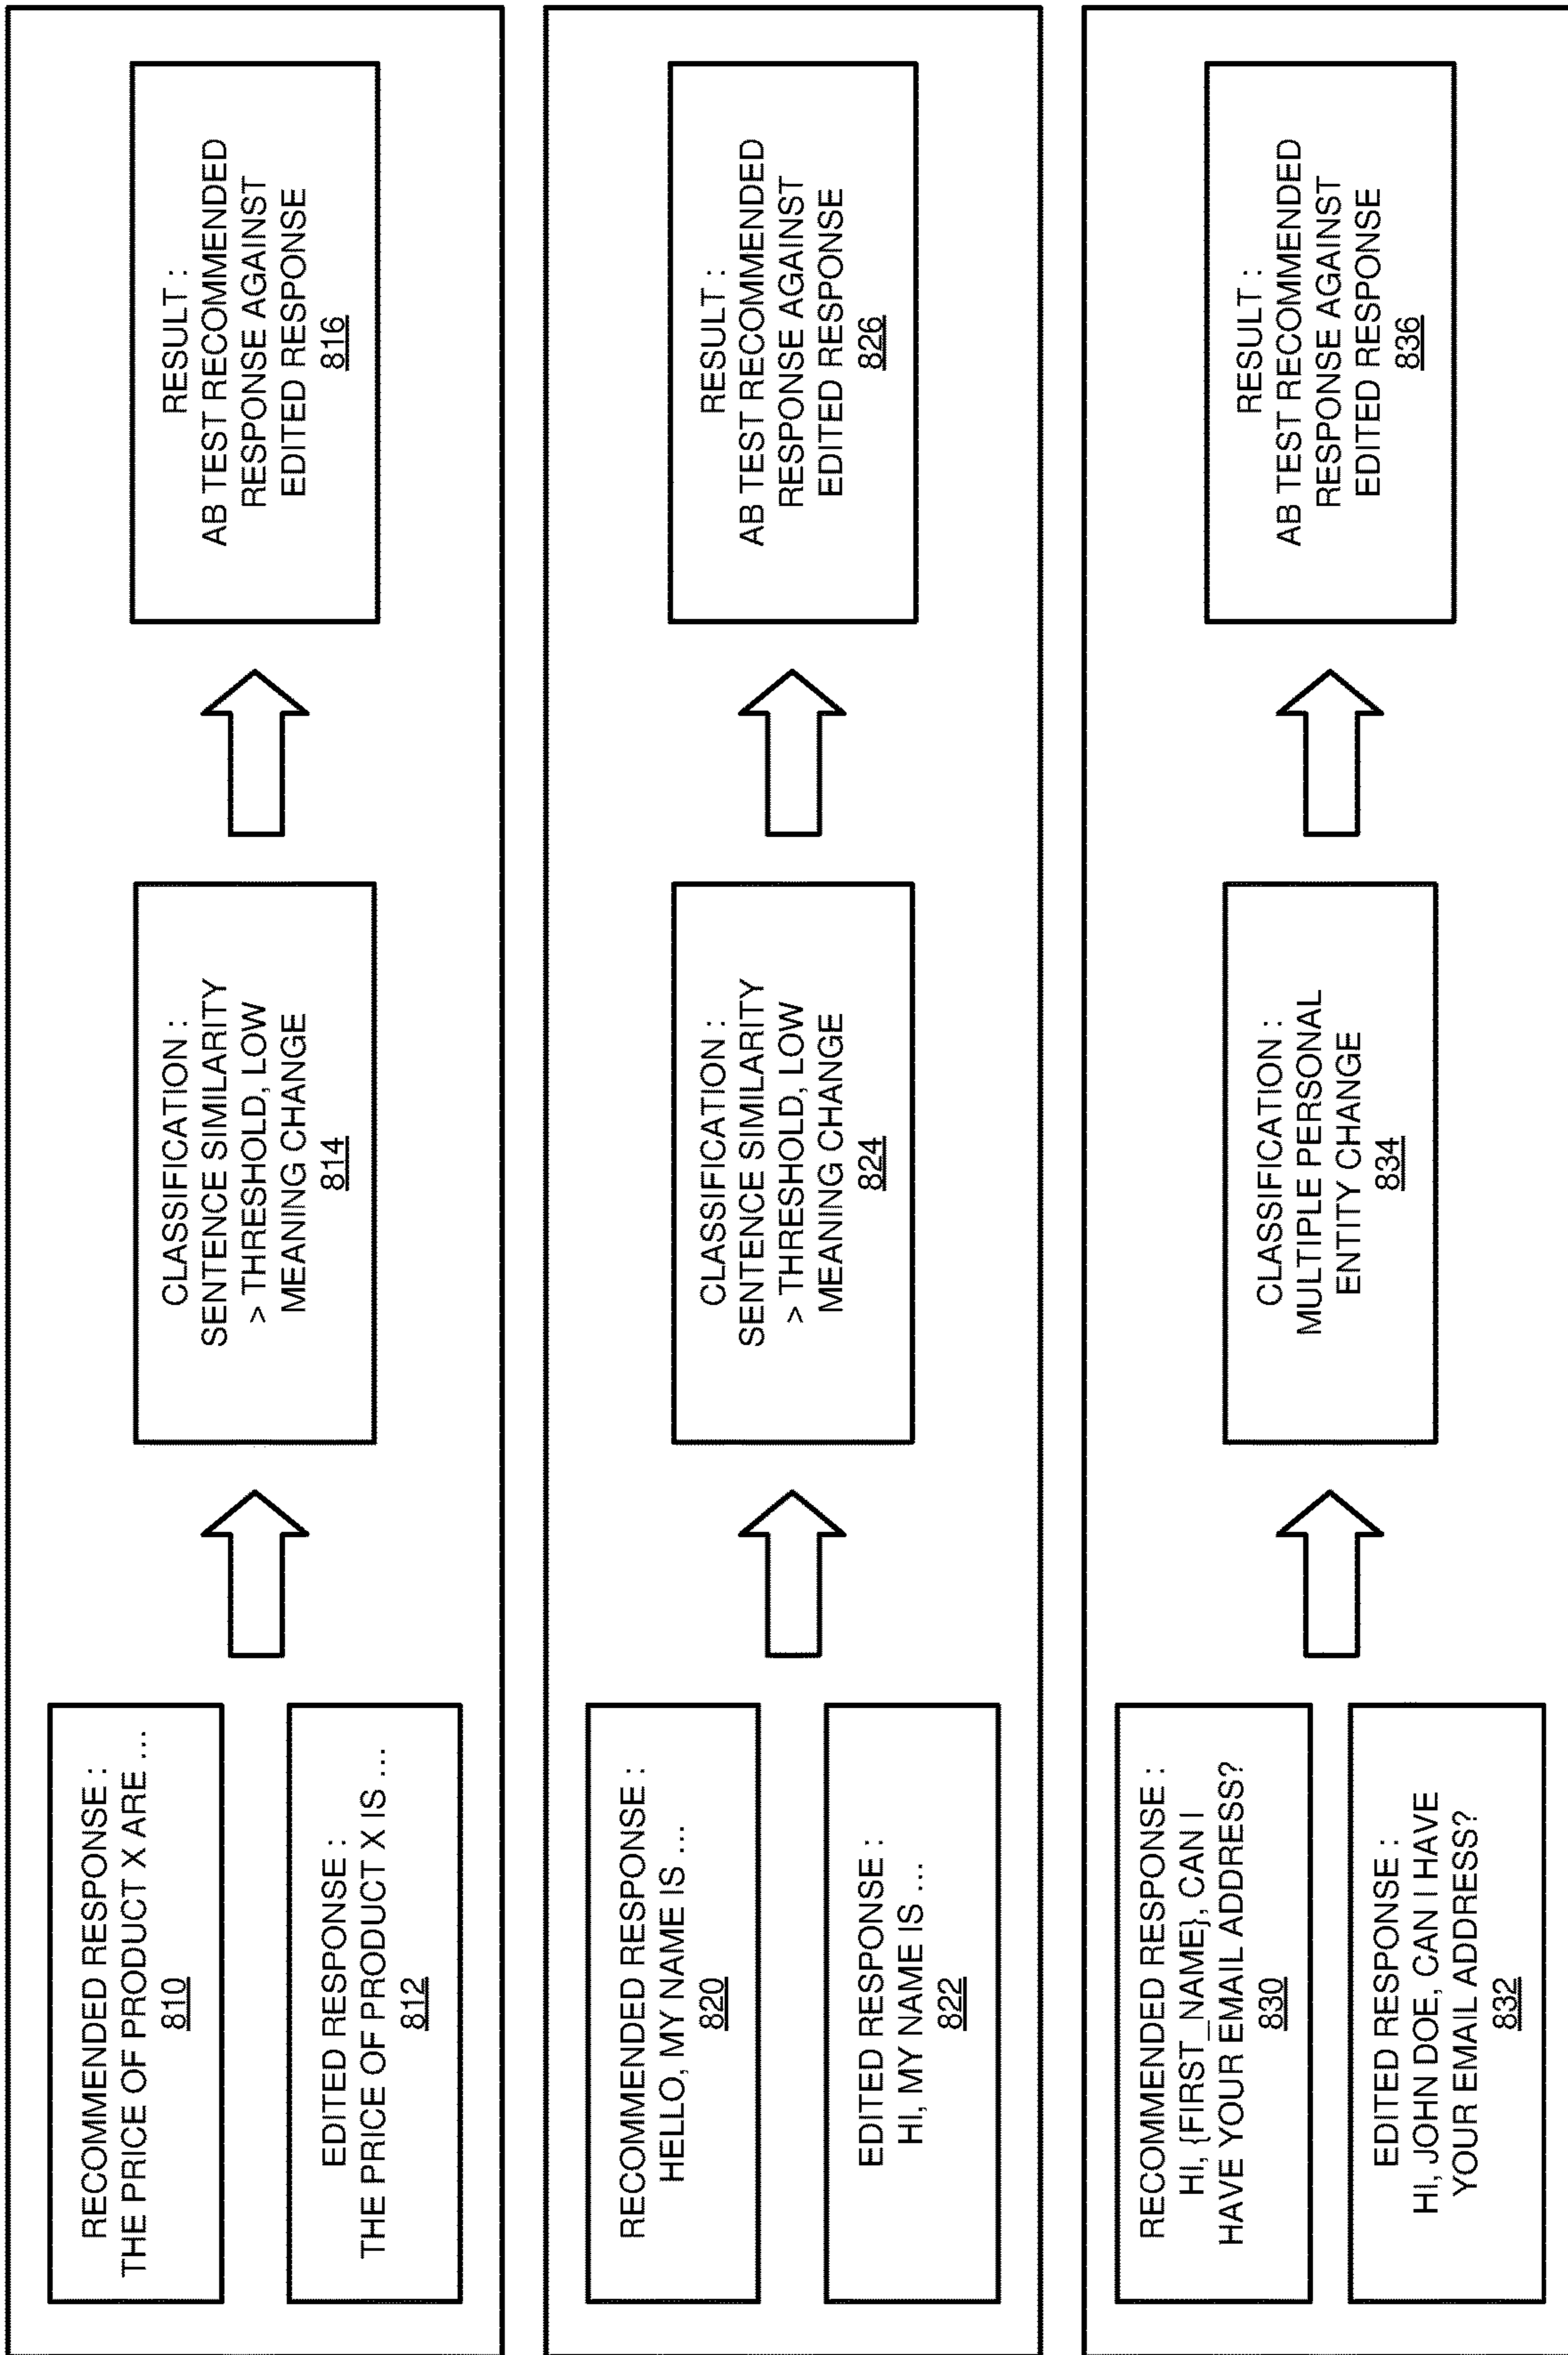 RECOMMENDED RESPONSE :
THE PRICE OF PRODUCT X ARE ...
810
EDITED RESPONSE :
THE PRICE OF PRODUCT X IS ...
812
CLASSIFICATION :
SENTENCE SIMILARITY
> THRESHOLD, LOW
MEANING CHANGE
814
RESULT :
AB TEST RECOMMENDED
RESPONSE AGAINST
EDITED RESPONSE
816
RECOMMENDED RESPONSE :
HELLO, MY NAME IS ...
820
EDITED RESPONSE :
HI, MY NAME IS ...
822
CLASSIFICATION :
SENTENCE SIMILARITY
> THRESHOLD, LOW
MEANING CHANGE
824
RESULT :
AB TEST RECOMMENDED
RESPONSE AGAINST
EDITED RESPONSE
826
RECOMMENDED RESPONSE :
HI, {FIRST_NAME}, CAN I
HAVE YOUR EMAIL ADDRESS?
830
EDITED RESPONSE :
HI, JOHN DOE, CAN I HAVE
YOUR EMAIL ADDRESS?
832
CLASSIFICATION :
MULTIPLE PERSONAL
ENTITY CHANGE
834
RESULT :
AB TEST RECOMMENDED
RESPONSE AGAINST
EDITED RESPONSE
836